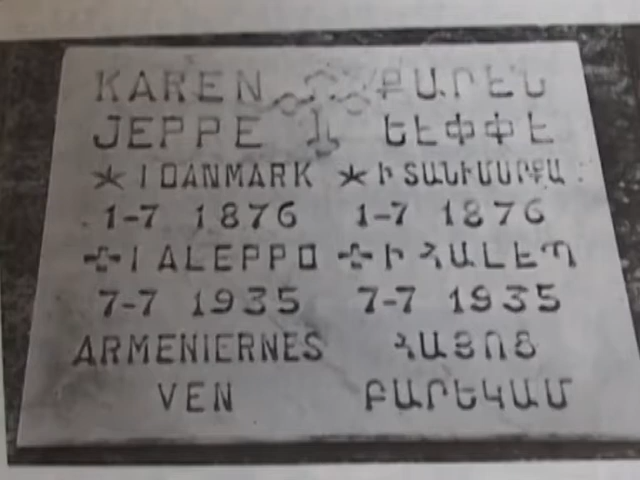 KAREN ՔԱՐԷՆ
JEPPE ԵԷՓՓԷ
* I DANMARK * Ի ՏԱՆԻՄԱՐՔԱ
1-7 1876 1-7 1876
✢ I ALEPPO ✢ Ի ՀԱԼԷՊ
7-7 1935 7-7 1935
ARMENIERNES ՀԱՅՈՑ
VEN ԲԱՐԵԿԱՄ